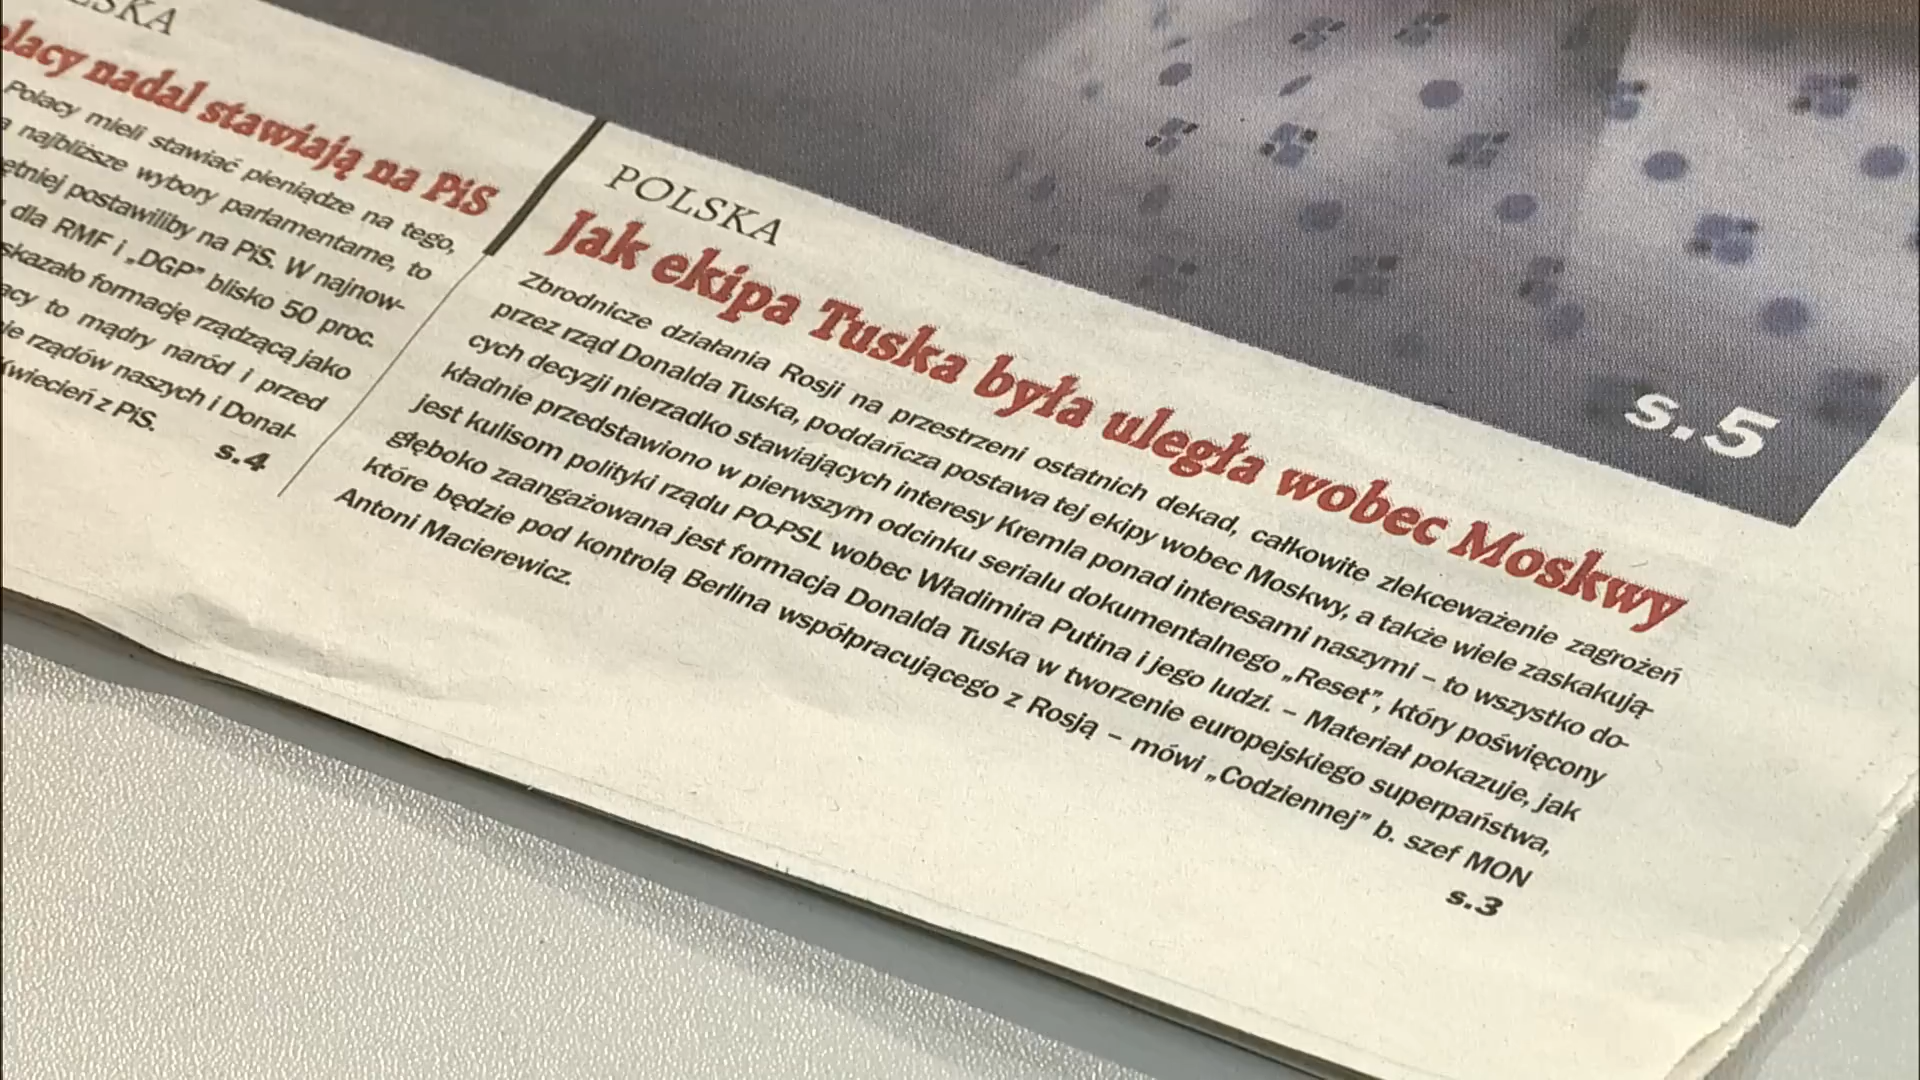 nadal stawiają na PiS
Polacy mieli stawiać pieniądze na tego,
najbliższe wybory parlamentarne, to
postawiliby na PiS. W najnow-
dla RMF i „DGP” blisko 50 proc.
formację rządzącą jako
to mądry naród i przed
rządów naszych i Donal-
Kwiecień z PiS.
s.4
POLSKA
Jak ekipa Tuska była uległa wobec Moskwy
Zbrodnicze działania Rosji na przestrzeni ostatnich dekad, całkowite zlekceważenie zagrożeń
przez rząd Donalda Tuska, poddańcza postawa tej ekipy wobec Moskwy, a także wiele zaskakują-
cych decyzji nierzadko stawiających interesy Kremla ponad interesami naszymi – to wszystko do-
kładnie przedstawiono w pierwszym odcinku serialu dokumentalnego „Reset”, który poświęcony
jest kulisom polityki rządu PO-PSL wobec Władimira Putina i jego ludzi. – Materiał pokazuje, jak
głęboko zaangażowana jest formacja Donalda Tuska w tworzenie europejskiego superpaństwa,
które będzie pod kontrolą Berlina współpracującego z Rosją – mówi „Codziennej” b. szef MON
Antoni Macierewicz.
s.3
s.5